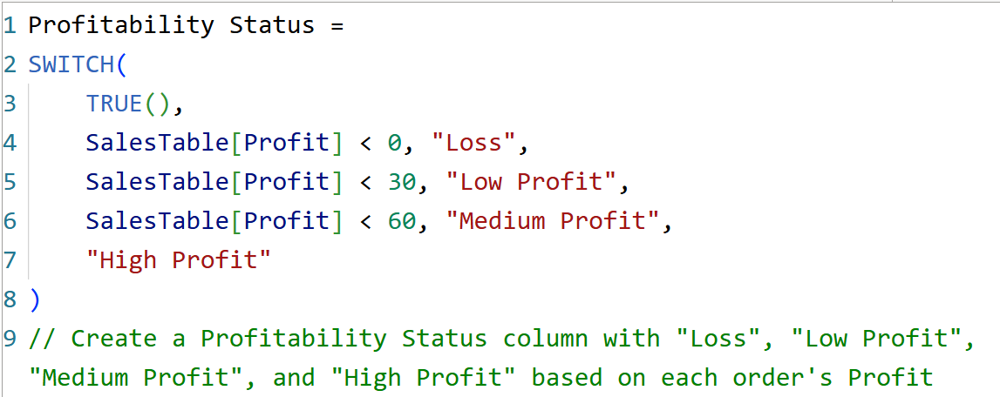 1 Profitability Status =
2 SWITCH(
3     TRUE(),
4     SalesTable[Profit] < 0, "Loss",
5     SalesTable[Profit] < 30, "Low Profit",
6     SalesTable[Profit] < 60, "Medium Profit",
7     "High Profit"
8 )
9 // Create a Profitability Status column with "Loss", "Low Profit",
"Medium Profit", and "High Profit" based on each order's Profit